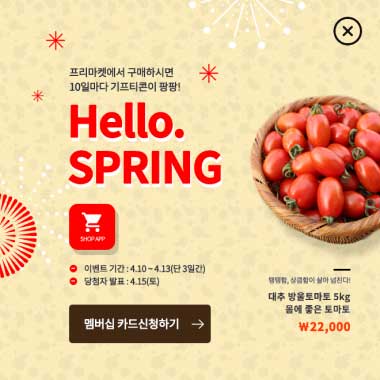 프리마켓에서 구매하시면
10일마다 기프티콘이 팡팡!
Hello.
SPRING
SHOP APP
이벤트 기간 : 4.10 ~ 4.13(단 3일간)
당첨자 발표 : 4.15(토)
멤버십 카드신청하기
탱탱함, 상큼함이 살아 넘친다!
대추 방울토마토 5kg
몸에 좋은 토마토
₩22,000